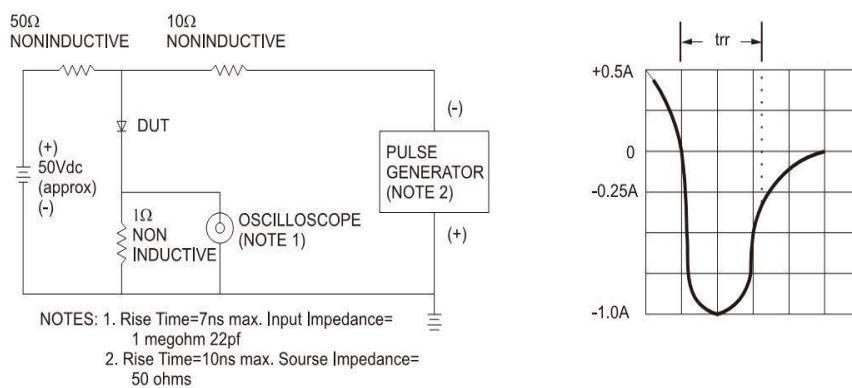 50Ω
NONINDUCTIVE
10Ω
NONINDUCTIVE
DUT
(+)
50Vdc
(approx)
(-)
1Ω
NON
INDUCTIVE
OSCILLOSCOPE
(NOTE 1)
(-)
PULSE
GENERATOR
(NOTE 2)
(+)
NOTES: 1. Rise Time=7ns max. Input Impedance=
1 megohm 22pf
2. Rise Time=10ns max. Sourse Impedance=
50 ohms
trr
+0.5A
0
-0.25A
-1.0A